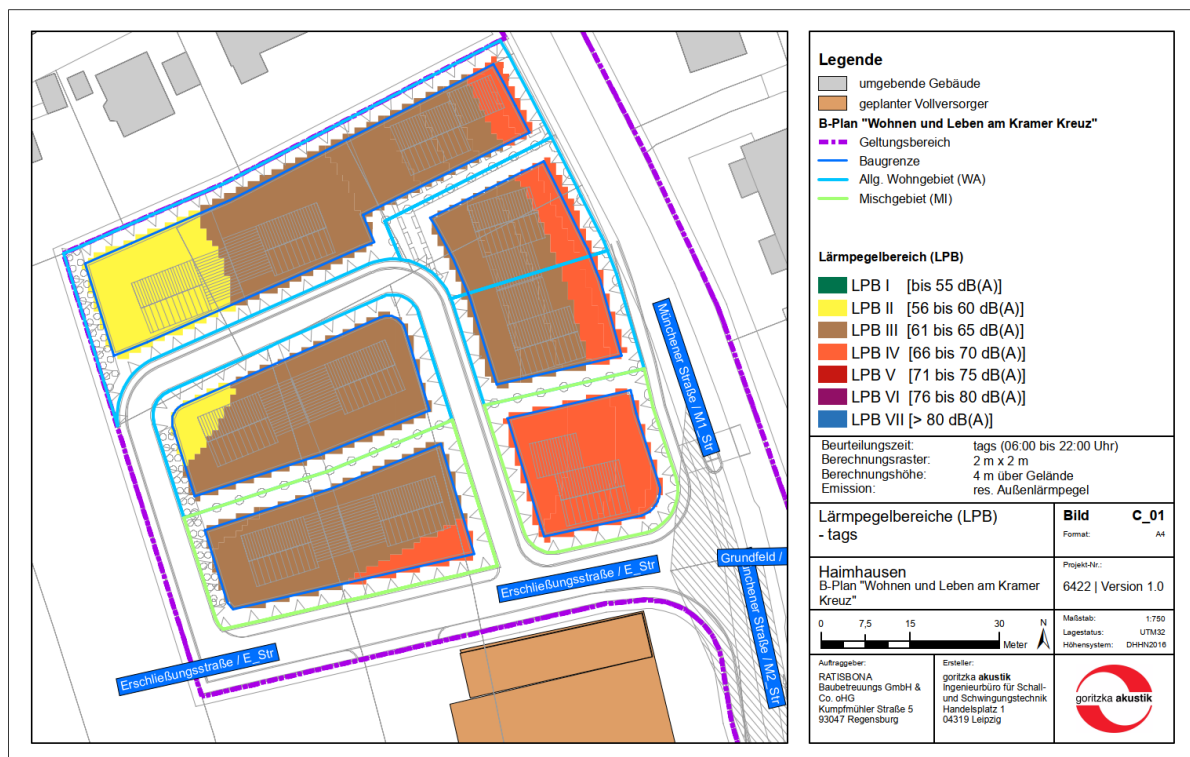 Münchener Straße / M1_Str
Grundfeld /
Münchener Straße / M2_Str
Erschließungsstraße / E_Str
Erschließungsstraße / E_Str
Legende
umgebende Gebäude
geplanter Vollversorger
B-Plan "Wohnen und Leben am Kramer Kreuz"
Geltungsbereich
Baugrenze
Allg. Wohngebiet (WA)
Mischgebiet (MI)
Lärmpegelbereich (LPB)
LPB I [bis 55 dB(A)]
LPB II [56 bis 60 dB(A)]
LPB III [61 bis 65 dB(A)]
LPB IV [66 bis 70 dB(A)]
LPB V [71 bis 75 dB(A)]
LPB VI [76 bis 80 dB(A)]
LPB VII [> 80 dB(A)]
Beurteilungszeit: tags (06:00 bis 22:00 Uhr)
Berechnungsraster: 2 m x 2 m
Berechnungshöhe: 4 m über Gelände
Emission: res. Außenlärmpegel
Lärmpegelbereiche (LPB)
- tags
Bild C_01
Format: A4
Haimhausen
B-Plan "Wohnen und Leben am Kramer
Kreuz"
Projekt-Nr.:
6422 | Version 1.0
0 7,5 15 30
Meter
N
Maßstab: 1:750
Lagestatus: UTM32
Höhensystem: DHHN2016
Auftraggeber:
RATISBONA
Baubetreuungs GmbH &
Co. oHG
Kumpfmühler Straße 5
93047 Regensburg
Ersteller:
goritzka akustik
Ingenieurbüro für Schall-
und Schwingungstechnik
Handelsplatz 1
04319 Leipzig
goritzka akustik